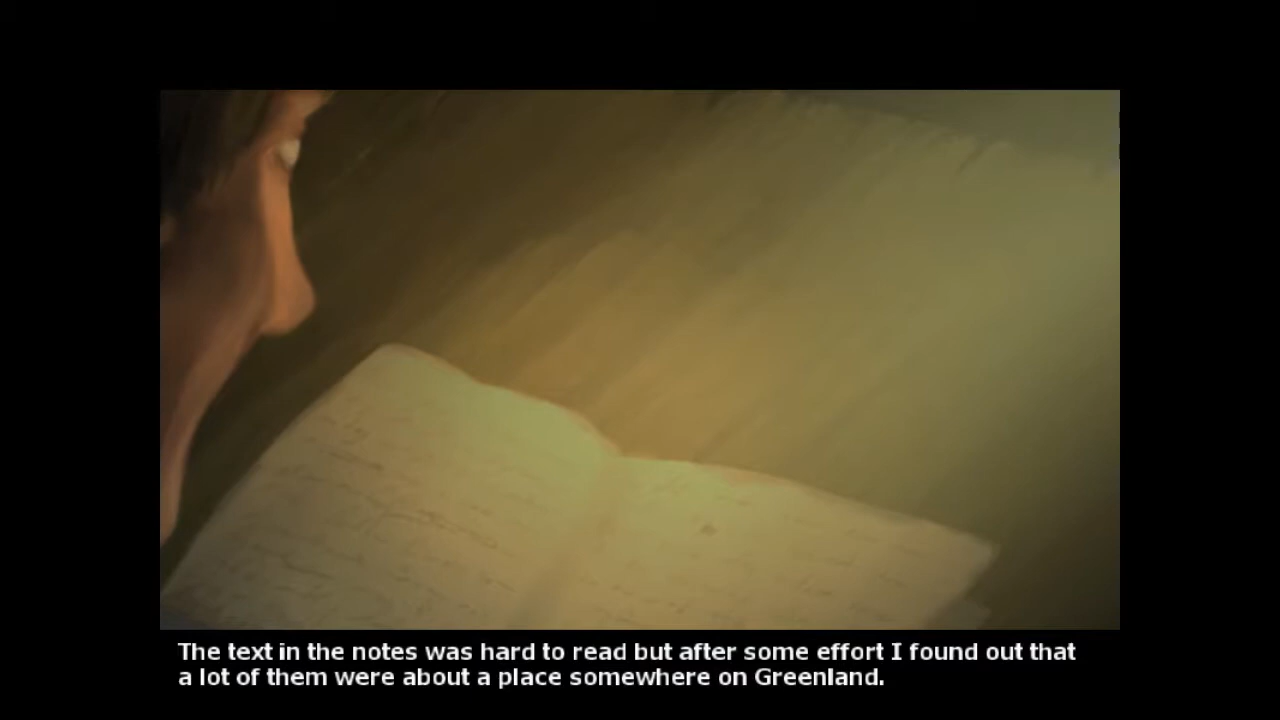 The text in the notes was hard to read but after some effort I found out that
a lot of them were about a place somewhere on Greenland.